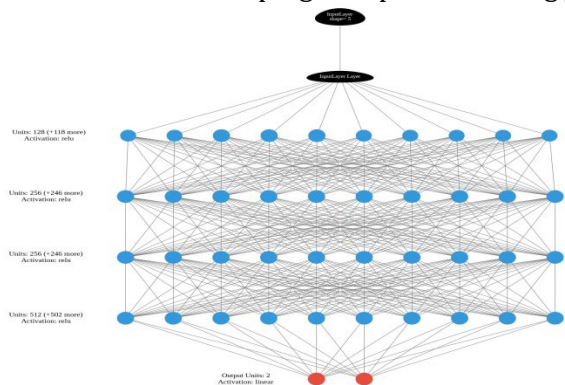 InputLayer
shape= 5
InputLayer Layer
Units: 128 (+118 more)
Activation: relu
Units: 256 (+246 more)
Activation: relu
Units: 256 (+246 more)
Activation: relu
Units: 512 (+502 more)
Activation: relu
Output Units: 2
Activation: linear